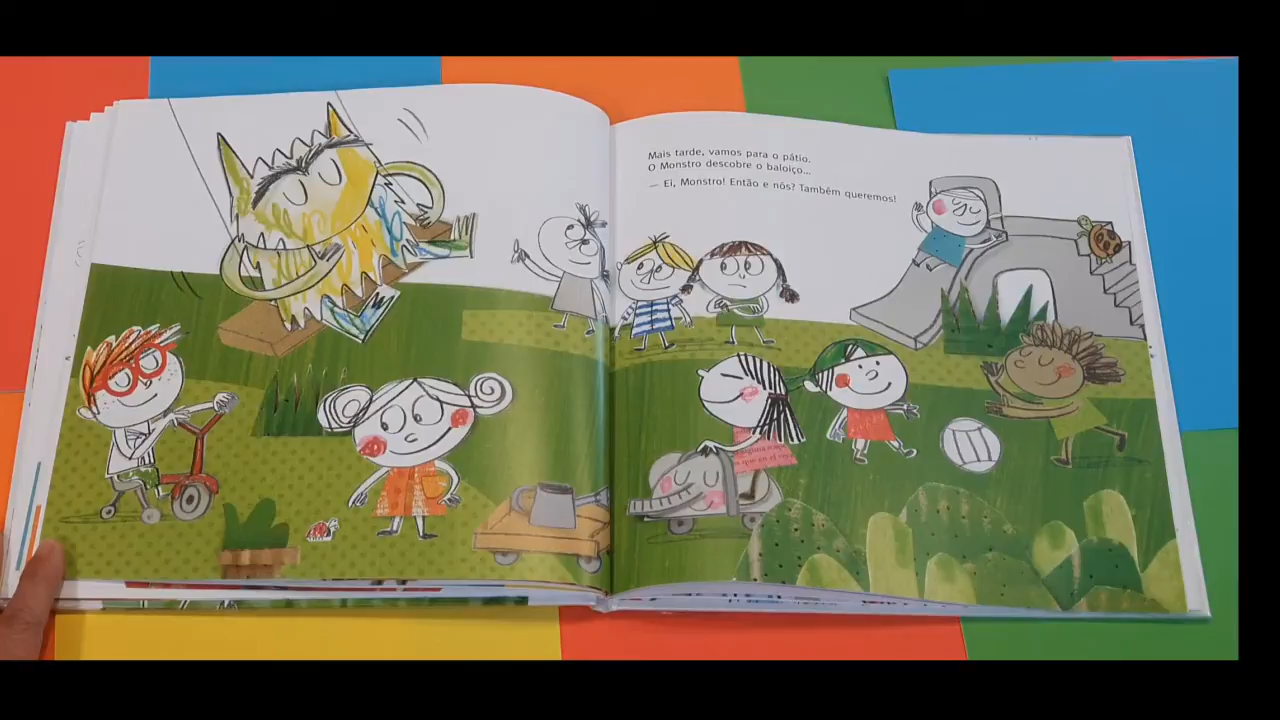 Mais tarde, vamos para o pátio.
O Monstro descobre o baloiço...
— Ei, Monstro! Então e nós? Também queremos!